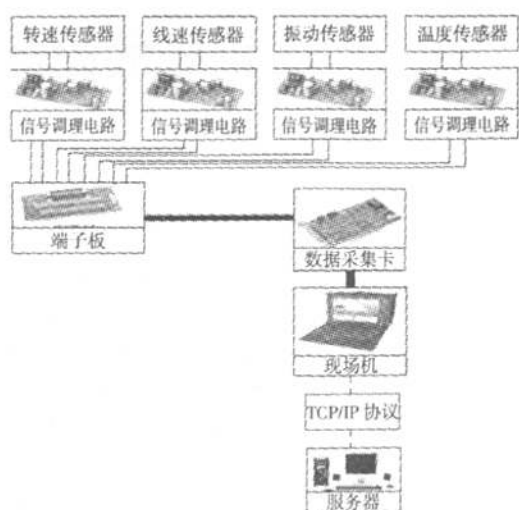 转速传感器
线速传感器
振动传感器
温度传感器
信号调理电路
信号调理电路
信号调理电路
信号调理电路
端子板
数据采集卡
现场机
TCP/IP 协议
服务器